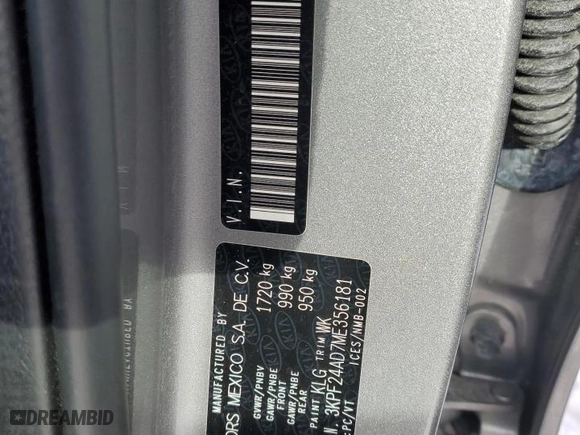 V.I.N.
MANUFACTURED BY
ORS MEXICO S.A. DE C.V.
GVWR/PNBV 1720 kg
GAWR/PNBE FRONT 990 kg
GAWR/PNBE REAR 950 kg
PAINT KLG TRIM WK
N. 3KPF24AD7ME356181
:PC/VT ICES/NMB-002
DREAMBID